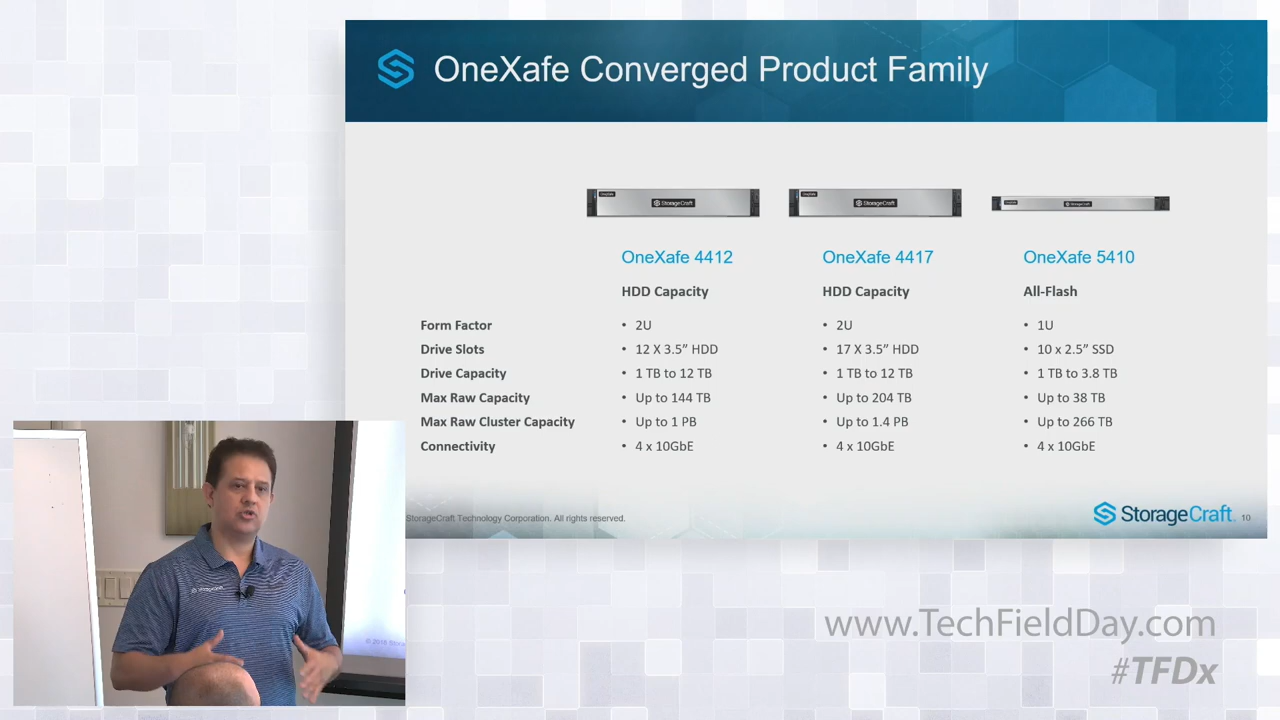 OneXafe Converged Product Family
StorageCraft
StorageCraft
StorageCraft
OneXafe 4412
OneXafe 4417
OneXafe 5410
HDD Capacity
HDD Capacity
All-Flash
Form Factor
• 2U
• 2U
• 1U
Drive Slots
• 12 X 3.5” HDD
• 17 X 3.5” HDD
• 10 x 2.5” SSD
Drive Capacity
• 1 TB to 12 TB
• 1 TB to 12 TB
• 1 TB to 3.8 TB
Max Raw Capacity
• Up to 144 TB
• Up to 204 TB
• Up to 38 TB
Max Raw Cluster Capacity
• Up to 1 PB
• Up to 1.4 PB
• Up to 266 TB
Connectivity
• 4 x 10GbE
• 4 x 10GbE
• 4 x 10GbE
StorageCraft Technology Corporation. All rights reserved.
StorageCraft
10
www.TechFieldDay.com
#TFDx